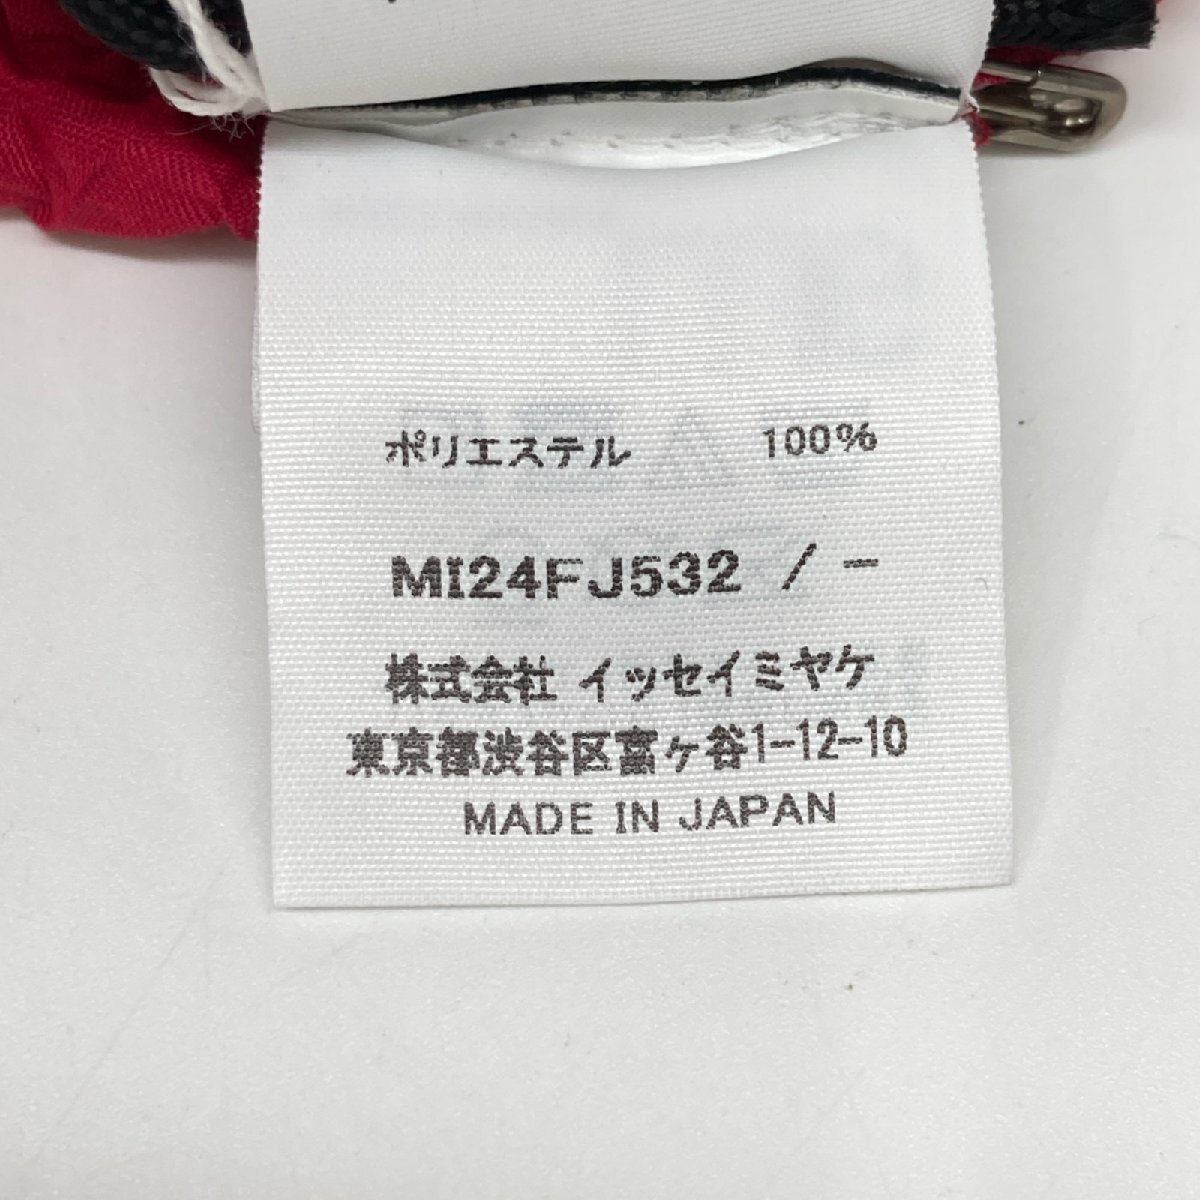 ポリエステル 100%
MI24FJ532 / -
株式会社 イッセイミヤケ
東京都渋谷区富ヶ谷1-12-10
MADE IN JAPAN